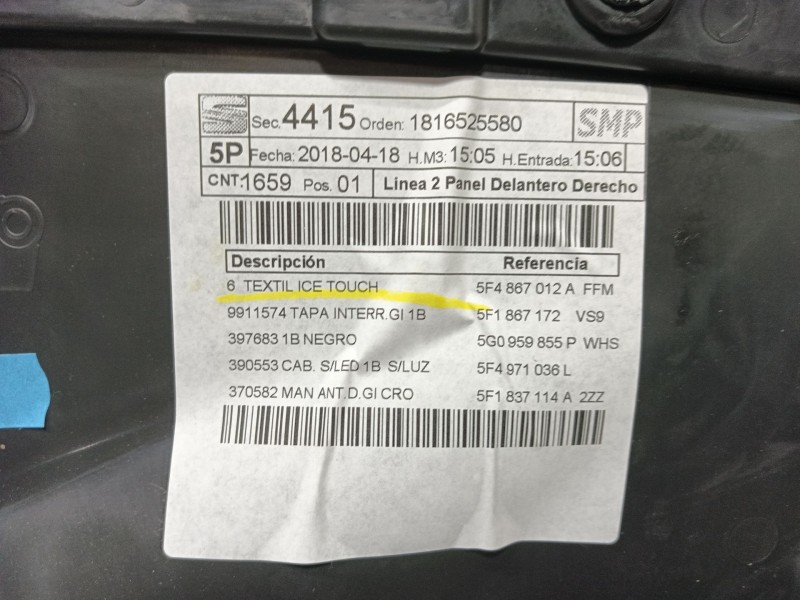 Sec. 4415 Orden: 1816525580 SMP
5P Fecha: 2018-04-18 H.M3: 15:05 H.Entrada: 15:06
CNT: 1659 Pos. 01 Linea 2 Panel Delantero Derecho
Descripción Referencia
6 TEXTIL ICE TOUCH 5F4 867 012 A FFM
9911574 TAPA INTERR.GI 1B 5F1 867 172 VS9
397683 1B NEGRO 5G0 959 855 P WHS
390553 CAB. S/LED 1B S/LUZ 5F4 971 036 L
370582 MAN ANT.D.GI CRO 5F1 837 114 A 2ZZ